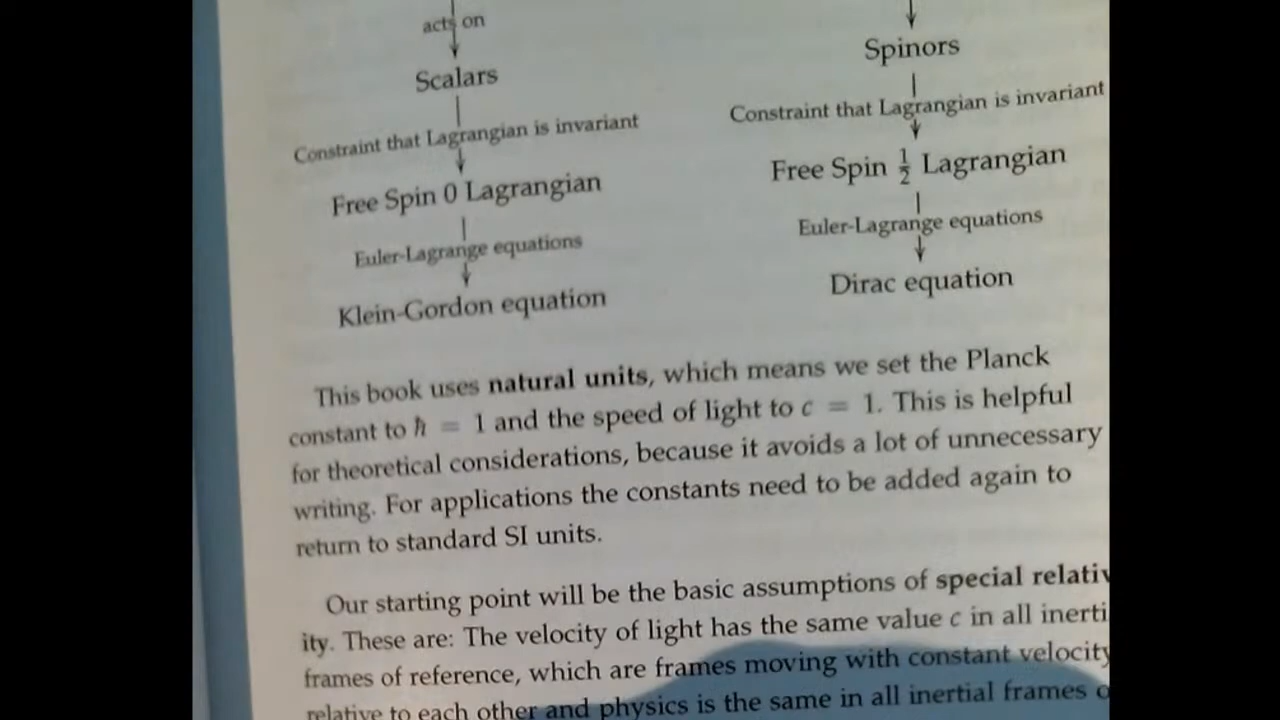 acts on
Scalars
Constraint that Lagrangian is invariant
Free Spin 0 Lagrangian
Euler-Lagrange equations
Klein-Gordon equation
Spinors
Constraint that Lagrangian is invariant
Free Spin 1/2 Lagrangian
Euler-Lagrange equations
Dirac equation
This book uses natural units, which means we set the Planck
constant to ℏ = 1 and the speed of light to c = 1. This is helpful
for theoretical considerations, because it avoids a lot of unnecessary
writing. For applications the constants need to be added again to
return to standard SI units.
Our starting point will be the basic assumptions of special relativ
ity. These are: The velocity of light has the same value c in all inerti
frames of reference, which are frames moving with constant velocity
relative to each other and physics is the same in all inertial frames o